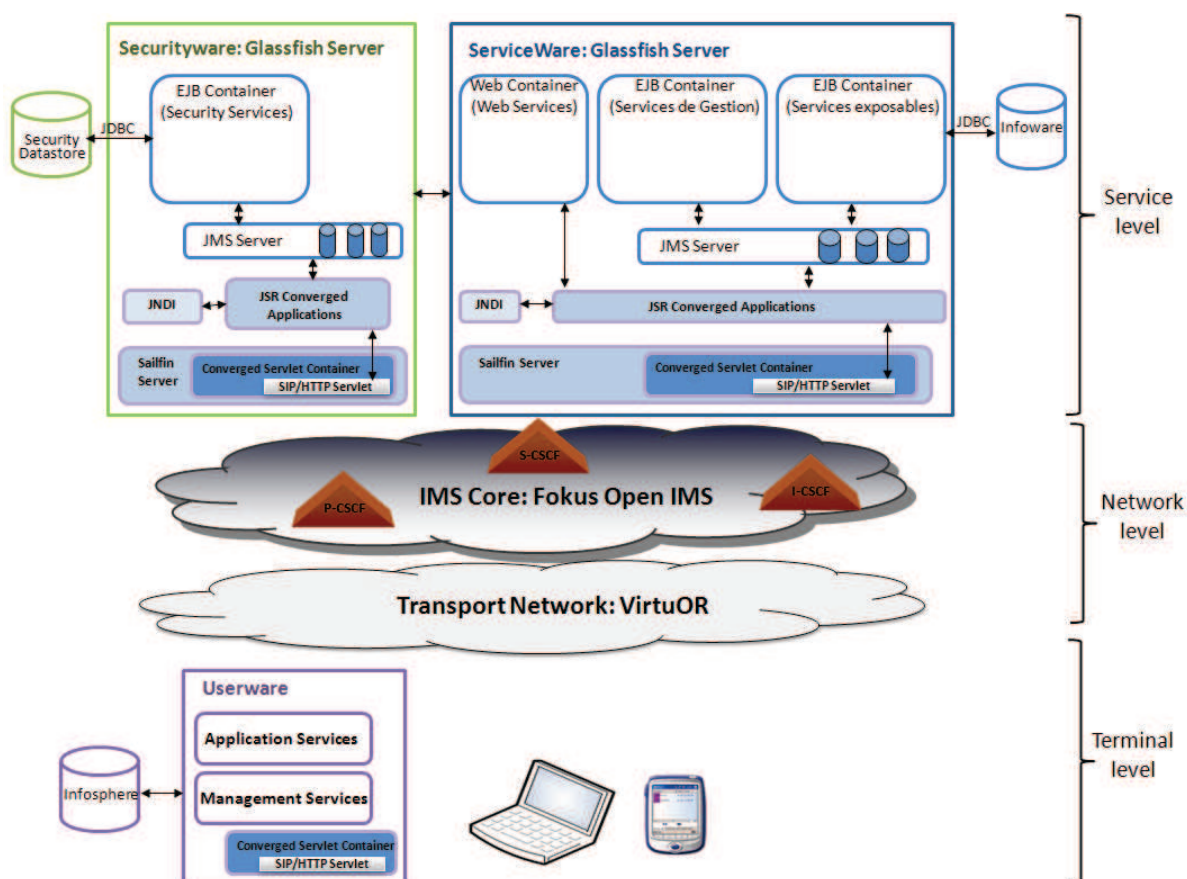 Securityware: Glassfish Server
EJB Container
(Security Services)
Security
Datastore
JDBC
JMS Server
JNDI
JSR Converged
Applications
Sailfin
Server
Converged Servlet Container
SIP/HTTP Servlet
ServiceWare: Glassfish Server
Web Container
(Web Services)
EJB Container
(Services de Gestion)
EJB Container
(Services exposables)
JDBC
Infoware
JMS Server
JNDI
JSR Converged Applications
Sailfin Server
Converged Servlet Container
SIP/HTTP Servlet
Service
level
S-CSCF
IMS Core: Fokus Open IMS
P-CSCF
I-CSCF
Transport Network: VirtuOR
Network
level
Userware
Application Services
Management Services
Infosphere
Converged Servlet Container
SIP/HTTP Servlet
Terminal
level